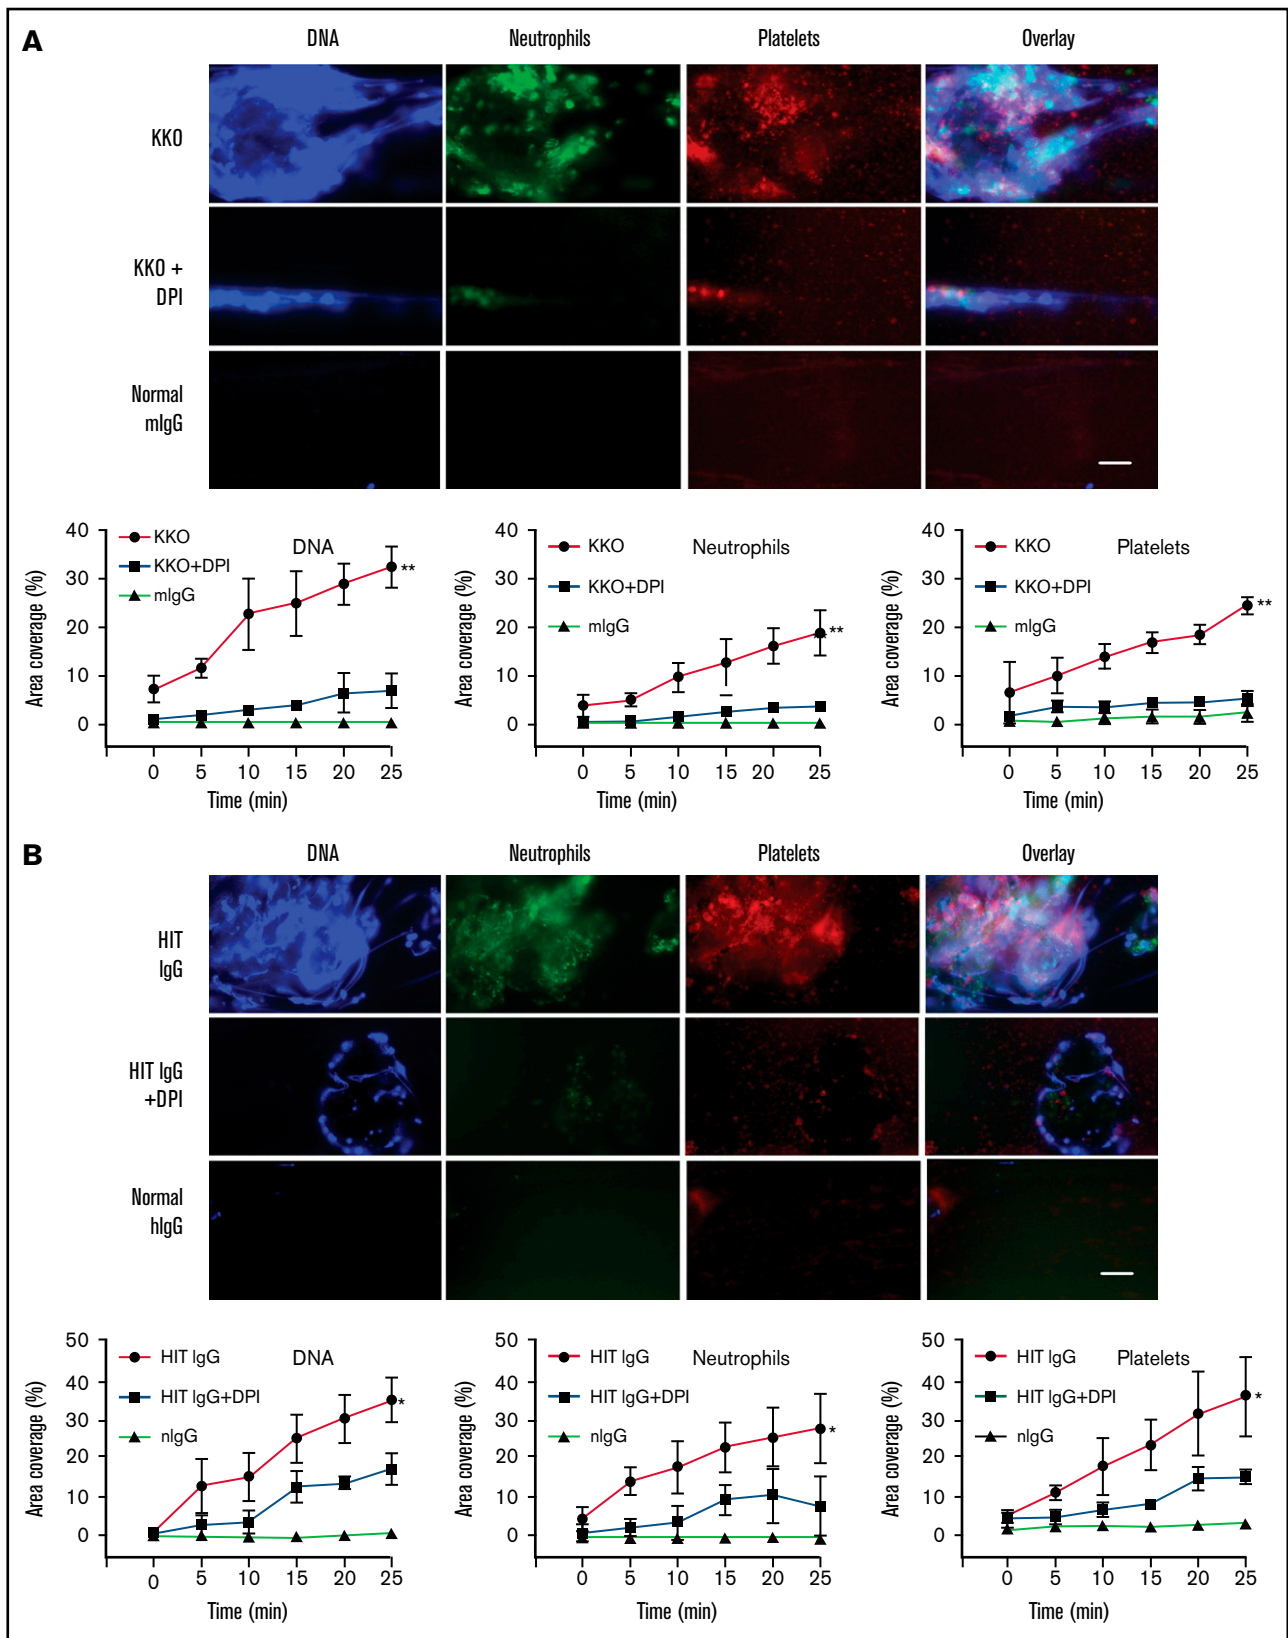 A
DNA Neutrophils Platelets Overlay
KKO
KKO +
DPI
Normal
mIgG
40
30
20
10
0
Area coverage (%)
KKO
KKO+DPI
mIgG
DNA
**
0 5 10 15 20 25
Time (min)
40
30
20
10
0
Area coverage (%)
KKO
KKO+DPI
mIgG
Neutrophils
**
0 5 10 15 20 25
Time (min)
40
30
20
10
0
Area coverage (%)
KKO
KKO+DPI
mIgG
Platelets
**
0 5 10 15 20 25
Time (min)
B
DNA Neutrophils Platelets Overlay
HIT
IgG
HIT IgG
+DPI
Normal
hIgG
50
40
30
20
10
0
Area coverage (%)
HIT IgG
HIT IgG+DPI
nIgG
DNA
*
0 5 10 15 20 25
Time (min)
50
40
30
20
10
0
Area coverage (%)
HIT IgG
HIT IgG+DPI
nIgG
Neutrophils
*
0 5 10 15 20 25
Time (min)
50
40
30
20
10
0
Area coverage (%)
HIT IgG
HIT IgG+DPI
nIgG
Platelets
*
0 5 10 15 20 25
Time (min)